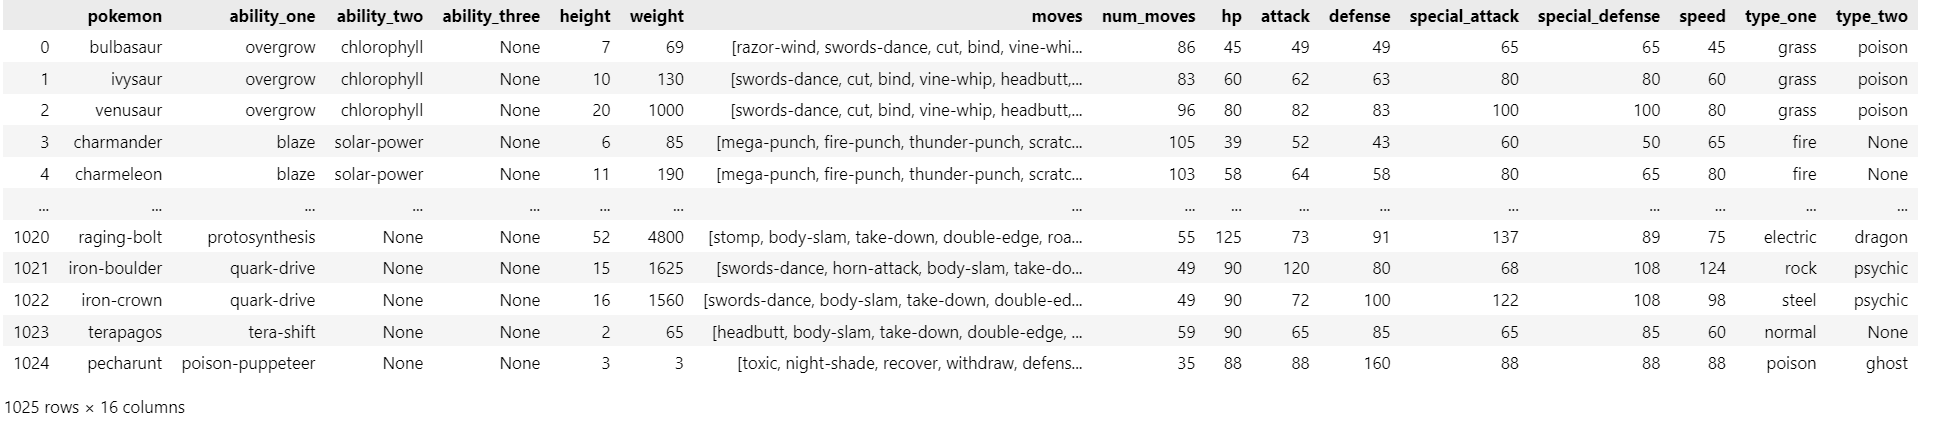 pokemon ability_one ability_two ability_three height weight moves num_moves hp attack defense special_attack special_defense speed type_one type_two
0 bulbasaur overgrow chlorophyll None 7 69 [razor-wind, swords-dance, cut, bind, vine-whi... 86 45 49 49 65 65 45 grass poison
1 ivysaur overgrow chlorophyll None 10 130 [swords-dance, cut, bind, vine-whip, headbutt,... 83 60 62 63 80 80 60 grass poison
2 venusaur overgrow chlorophyll None 20 1000 [swords-dance, cut, bind, vine-whip, headbutt,... 96 80 82 83 100 100 80 grass poison
3 charmander blaze solar-power None 6 85 [mega-punch, fire-punch, thunder-punch, scratc... 105 39 52 43 60 50 65 fire None
4 charmeleon blaze solar-power None 11 190 [mega-punch, fire-punch, thunder-punch, scratc... 103 58 64 58 80 65 80 fire None
... ... ... ... ... ... ... ... ... ... ... ... ... ... ... ... ...
1020 raging-bolt protosynthesis None None 52 4800 [stomp, body-slam, take-down, double-edge, roa... 55 125 73 91 137 89 75 electric dragon
1021 iron-boulder quark-drive None None 15 1625 [swords-dance, horn-attack, body-slam, take-do... 49 90 120 80 68 108 124 rock psychic
1022 iron-crown quark-drive None None 16 1560 [swords-dance, body-slam, take-down, double-ed... 49 90 72 100 122 108 98 steel psychic
1023 terapagos tera-shift None None 2 65 [headbutt, body-slam, take-down, double-edge, ... 59 90 65 85 65 85 60 normal None
1024 pecharunt poison-puppeteer None None 3 3 [toxic, night-shade, recover, withdraw, defens... 35 88 88 160 88 88 88 poison ghost
1025 rows × 16 columns